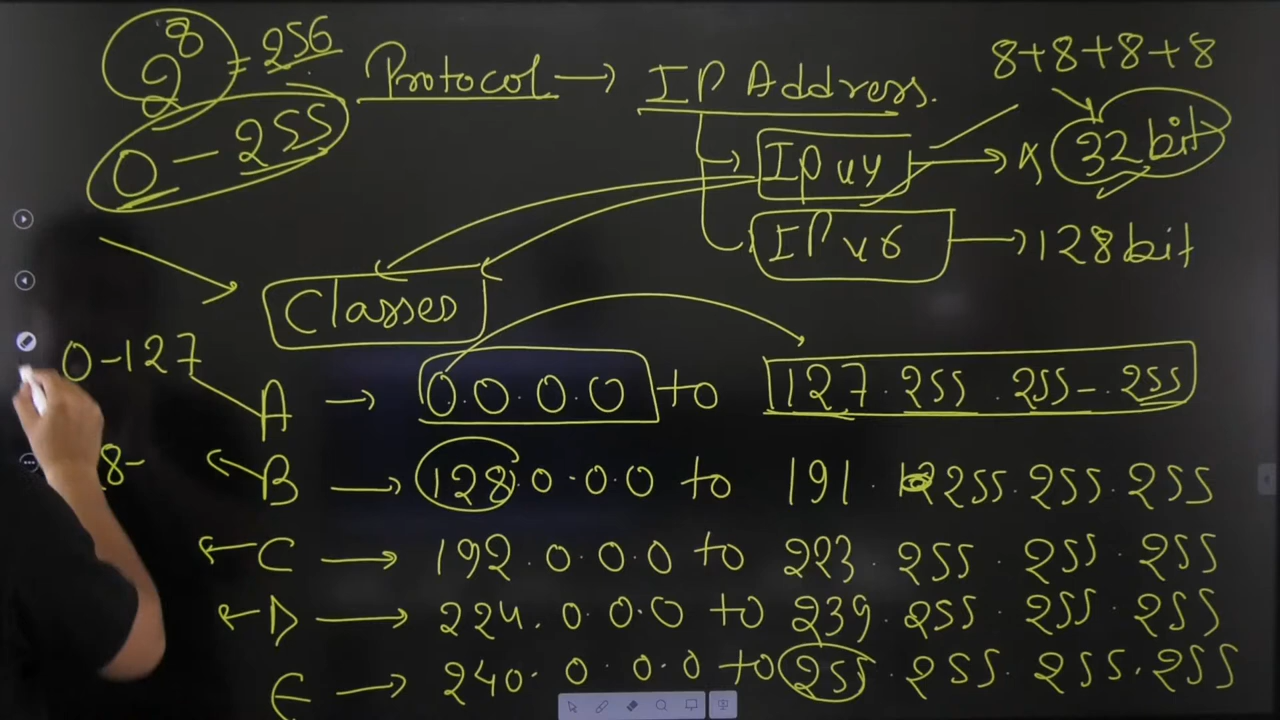 2^8 = 256 Protocol → IP Address. 8+8+8+8
0 – 255
IPv4 → 32 bit
IPv6 → 128 bit
Classes
0-127 A → 0.0.0.0 to 127.255.255.255
8- B → 128.0.0.0 to 191.255.255.255
C → 192.0.0.0 to 223.255.255.255
D → 224.0.0.0 to 239.255.255.255
E → 240.0.0.0 to 255.255.255.255